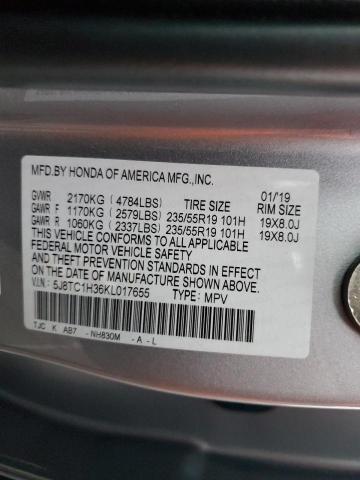 MFD.BY HONDA OF AMERICA MFG.,INC.
01/19
GVWR 2170KG (4784LBS) TIRE SIZE RIM SIZE
GAWR F 1170KG (2579LBS) 235/55R19 101H 19X8.0J
GAWR R 1060KG (2337LBS) 235/55R19 101H 19X8.0J
THIS VEHICLE CONFORMS TO ALL APPLICABLE
FEDERAL MOTOR VEHICLE SAFETY
AND THEFT PREVENTION STANDARDS IN EFFECT
ON THE DATE OF MANUFACTURE SHOWN ABOVE.
V.I.N.: 5J8TC1H36KL017655 TYPE: MPV
TJC K AB7 -NH830M -A -L